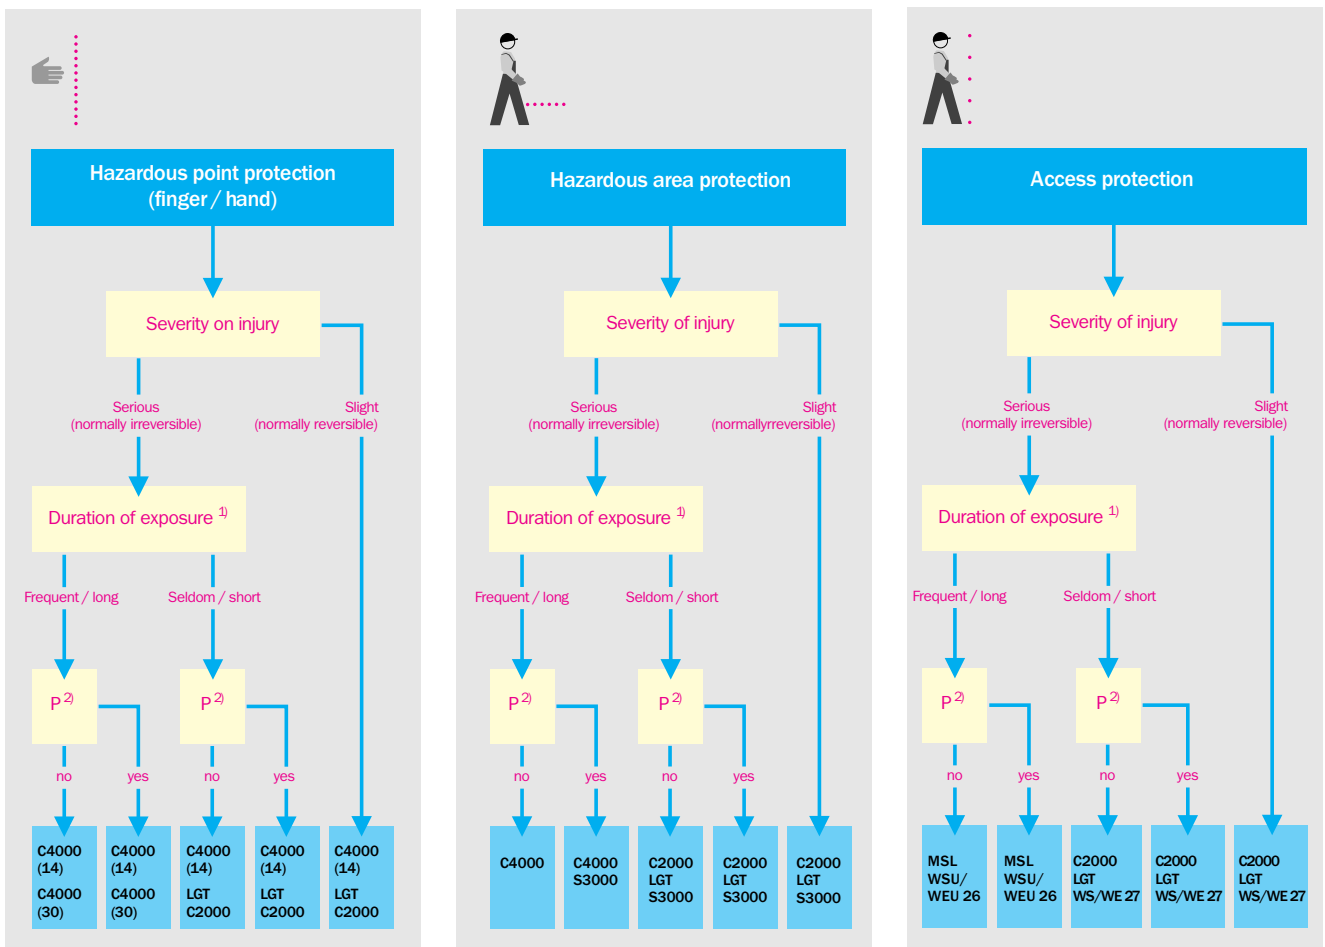 Hazardous point protection
(finger / hand)
Severity on injury
Serious
(normally irreversible)
Slight
(normally reversible)
Duration of exposure 1)
Frequent / long
Seldom / short
P 2)
P 2)
no
yes
no
yes
C4000
(14)
C4000
(30)
C4000
(14)
C4000
(30)
C4000
(14)
LGT
C2000
C4000
(14)
LGT
C2000
C4000
(14)
LGT
C2000
Hazardous area protection
Severity of injury
Serious
(normally irreversible)
Slight
(normallyrreversible)
Duration of exposure 1)
Frequent / long
Seldom / short
P 2)
P 2)
no
yes
no
yes
C4000
C4000
S3000
C2000
LGT
S3000
C2000
LGT
S3000
C2000
LGT
S3000
Access protection
Severity of injury
Serious
(normally irreversible)
Slight
(normally reversible)
Duration of exposure 1)
Frequent / long
Seldom / short
P 2)
P 2)
no
yes
no
yes
MSL
WSU/
WEU 26
MSL
WSU/
WEU 26
C2000
LGT
WS/WE 27
C2000
LGT
WS/WE 27
C2000
LGT
WS/WE 27